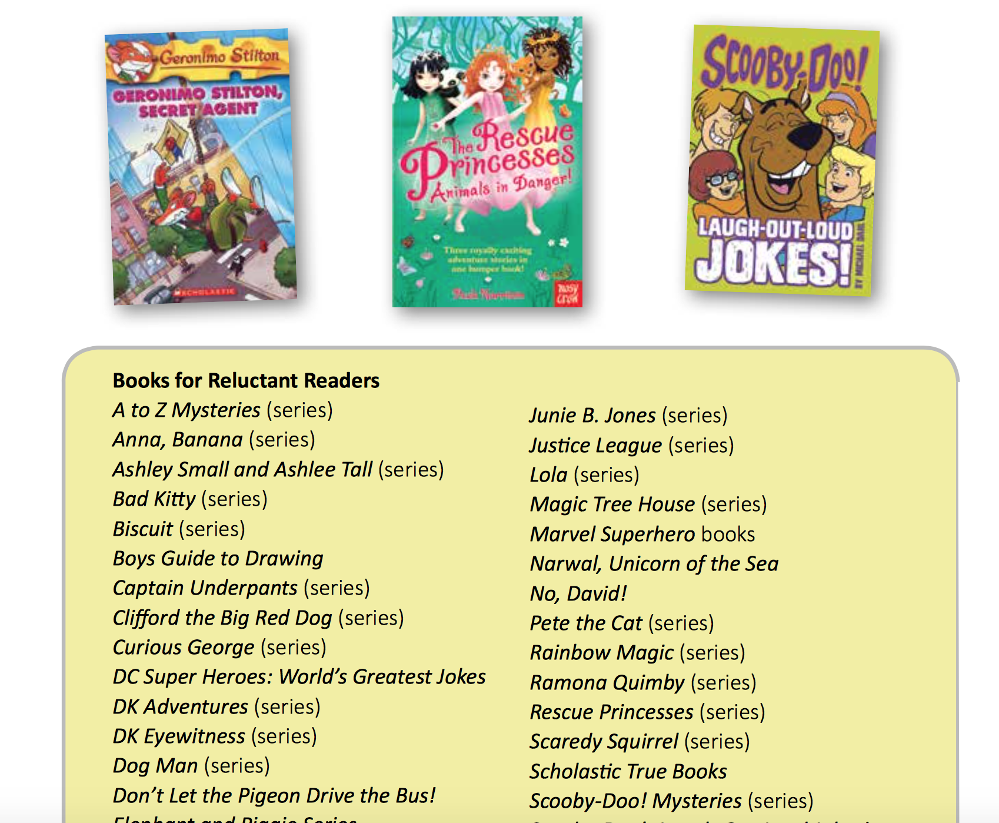 Geronimo Stilton
GERONIMO STILTON,
SECRET AGENT
SCHOLASTIC
The Rescue
Princesses
Animals in Danger!
Three royally exciting
adventure stories in
one bumper book!
nosy
crow
SCOOBY-DOO!
LAUGH-OUT-LOUD
JOKES!
BY MICHAEL DAHL
Books for Reluctant Readers
A to Z Mysteries (series)
Anna, Banana (series)
Ashley Small and Ashlee Tall (series)
Bad Kitty (series)
Biscuit (series)
Boys Guide to Drawing
Captain Underpants (series)
Clifford the Big Red Dog (series)
Curious George (series)
DC Super Heroes: World’s Greatest Jokes
DK Adventures (series)
DK Eyewitness (series)
Dog Man (series)
Don’t Let the Pigeon Drive the Bus!
Elephant and Piggie Series
Junie B. Jones (series)
Justice League (series)
Lola (series)
Magic Tree House (series)
Marvel Superhero books
Narwal, Unicorn of the Sea
No, David!
Pete the Cat (series)
Rainbow Magic (series)
Ramona Quimby (series)
Rescue Princesses (series)
Scaredy Squirrel (series)
Scholastic True Books
Scooby-Doo! Mysteries (series)